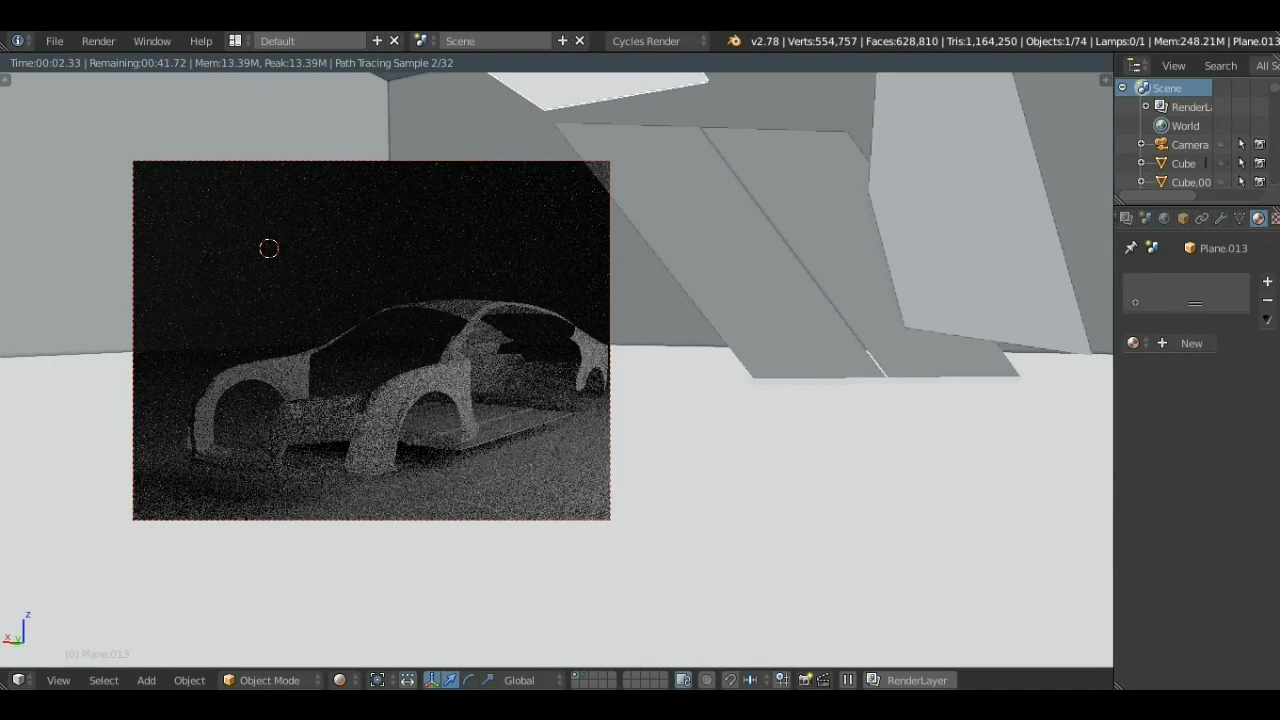 File Render Window Help Default Scene Cycles Render v2.78 | Verts:554,757 | Faces:628,810 | Tris:1,164,250 | Objects:1/74 | Lamps:0/1 | Mem:248.21M | Plane.013
Time:00:02.33 | Remaining:00:41.72 | Mem:13.39M, Peak:13.39M | Path Tracing Sample 2/32
View Search All Sc
Scene
RenderL
World
Camera
Cube
Cube.00
Plane.013
New
z
x y
(0) Plane.013
View Select Add Object Object Mode Global RenderLayer